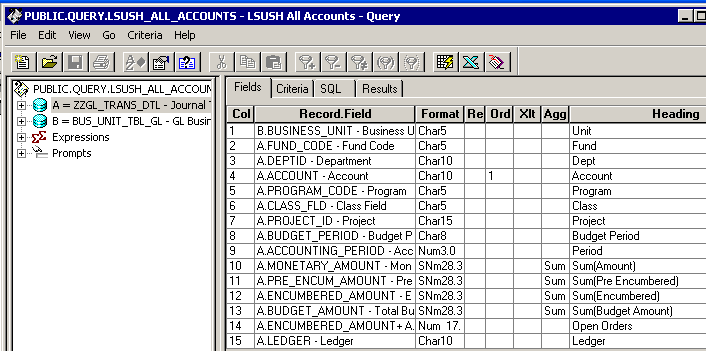 PUBLIC.QUERY.LSUSH_ALL_ACCOUNTS - LSUSH All Accounts - Query
File Edit View Go Criteria Help
PUBLIC.QUERY.LSUSH_ALL_ACCOUN
A = ZZGL_TRANS_DTL - Journal T
B = BUS_UNIT_TBL_GL - GL Busin
Expressions
Prompts
Fields Criteria SQL Results
Col Record.Field Format Re Ord Xlt Agg Heading
1 B.BUSINESS_UNIT - Business U Char5 Unit
2 A.FUND_CODE - Fund Code Char5 Fund
3 A.DEPTID - Department Char10 Dept
4 A.ACCOUNT - Account Char10 1 Account
5 A.PROGRAM_CODE - Program Char5 Program
6 A.CLASS_FLD - Class Field Char5 Class
7 A.PROJECT_ID - Project Char15 Project
8 A.BUDGET_PERIOD - Budget P Char8 Budget Period
9 A.ACCOUNTING_PERIOD - Acc Num3.0 Period
10 A.MONETARY_AMOUNT - Mon SNm28.3 Sum Sum(Amount)
11 A.PRE_ENCUM_AMOUNT - Pre SNm28.3 Sum Sum(Pre Encumbered)
12 A.ENCUMBERED_AMOUNT - E SNm28.3 Sum Sum(Encumbered)
13 A.BUDGET_AMOUNT - Total Bu SNm28.3 Sum Sum(Budget Amount)
14 A.ENCUMBERED_AMOUNT+ A. Num 17. Open Orders
15 A.LEDGER - Ledger Char10 Ledger